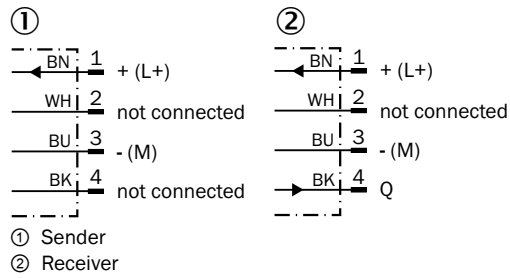 ① ②
BN 1 + (L+) BN 1 + (L+)
WH 2 not connected WH 2 not connected
BU 3 - (M) BU 3 - (M)
BK 4 not connected BK 4 Q
① Sender
② Receiver